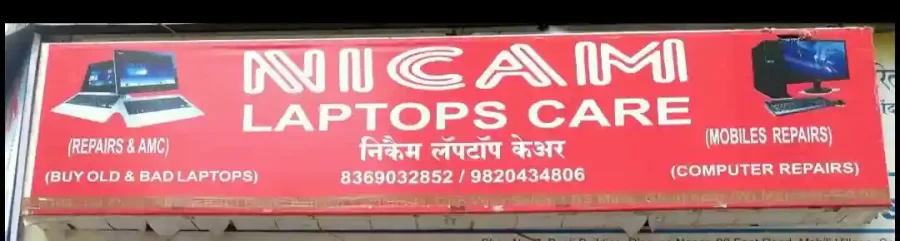 NICAM
LAPTOPS CARE
निकैम लॅपटॉप केअर
8369032852 / 9820434806
(REPAIRS & AMC)
(BUY OLD & BAD LAPTOPS)
(MOBILES REPAIRS)
(COMPUTER REPAIRS)